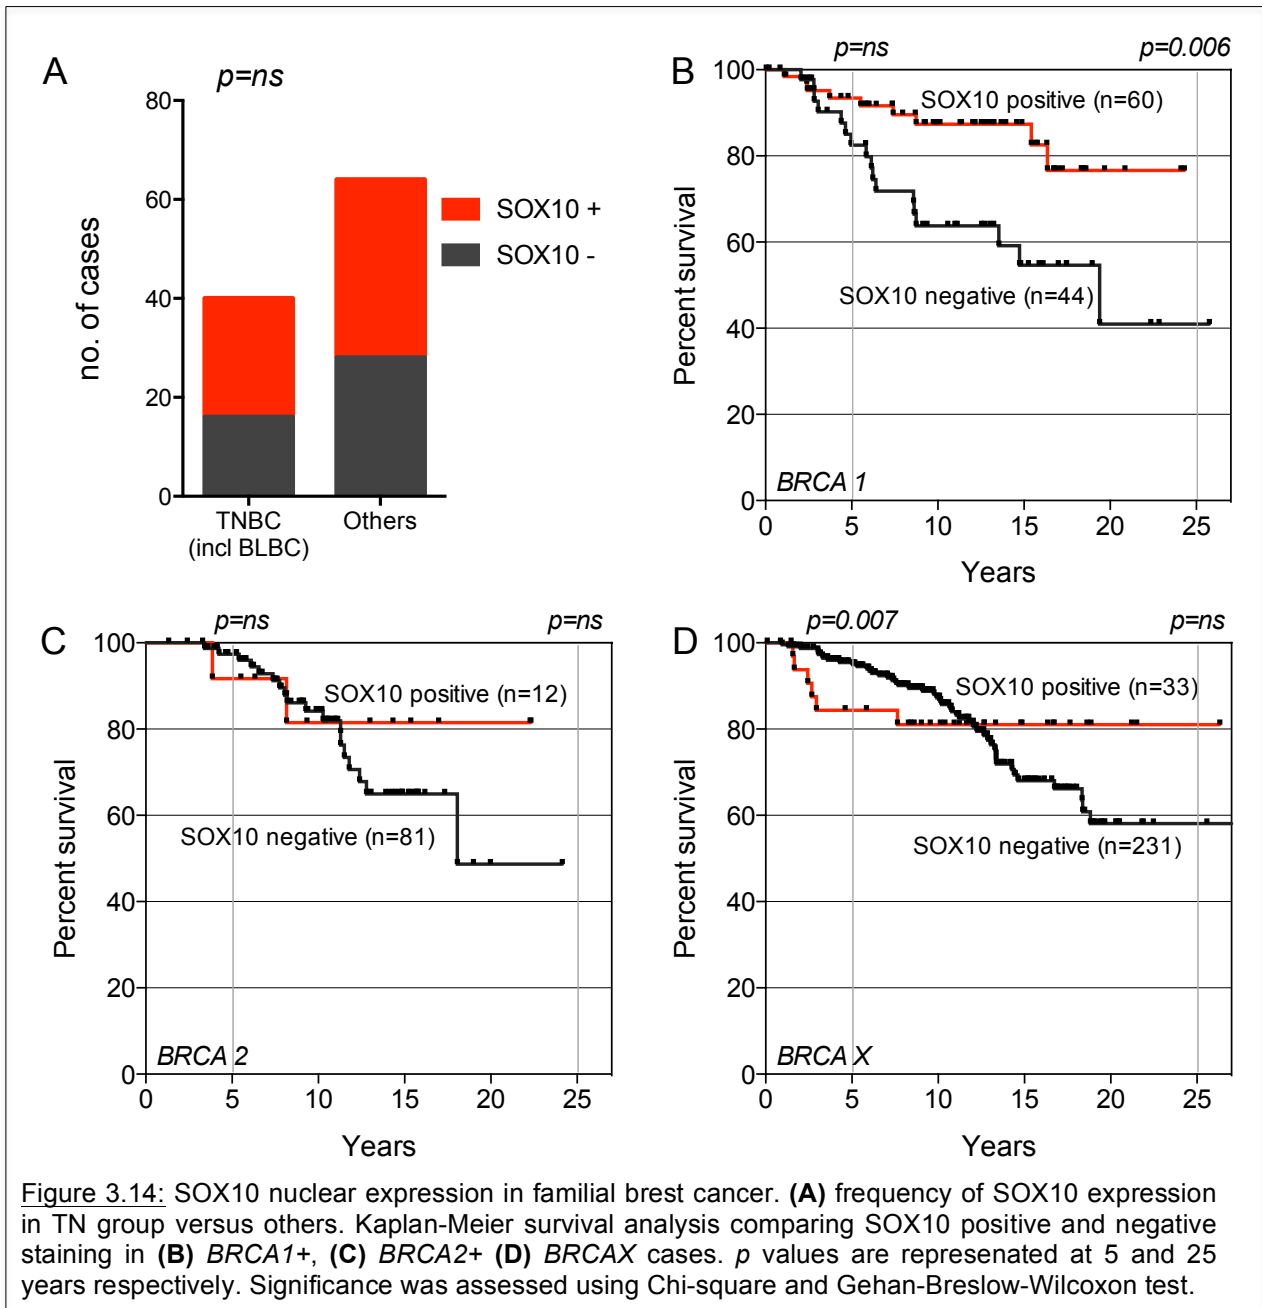 A
p=ns
80
60
40
20
0
no. of cases
TNBC
(incl BLBC)
Others
SOX10 +
SOX10 -
B
p=ns
p=0.006
100
80
60
40
20
0
Percent survival
SOX10 positive (n=60)
SOX10 negative (n=44)
BRCA 1
0 5 10 15 20 25
Years
C
p=ns
p=ns
100
80
60
40
20
0
Percent survival
SOX10 positive (n=12)
SOX10 negative (n=81)
BRCA 2
0 5 10 15 20 25
Years
D
p=0.007
p=ns
100
80
60
40
20
0
Percent survival
SOX10 positive (n=33)
SOX10 negative (n=231)
BRCA X
0 5 10 15 20 25
Years
Figure 3.14: SOX10 nuclear expression in familial brest cancer. (A) frequency of SOX10 expression
in TN group versus others. Kaplan-Meier survival analysis comparing SOX10 positive and negative
staining in (B) BRCA1+, (C) BRCA2+ (D) BRCAX cases. p values are represenated at 5 and 25
years respectively. Significance was assessed using Chi-square and Gehan-Breslow-Wilcoxon test.